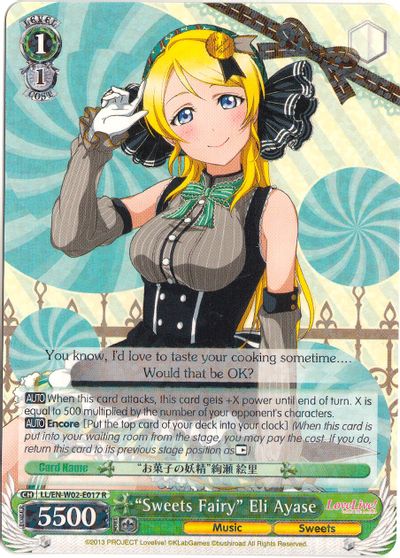 LEVEL
1
1
COST
You know, I'd love to taste your cooking sometime....
Would that be OK?
AUTO When this card attacks, this card gets +X power until end of turn. X is
equal to 500 multiplied by the number of your opponent's characters.
AUTO Encore [Put the top card of your deck into your clock] (When this card is
put into your waiting room from the stage, you may pay the cost. If you do,
return this card to its previous stage position as
Card Name
“お菓子の妖精”絢瀬 絵里
CH LL/EN-W02-E017 R
POWER 5500
“Sweets Fairy” Eli Ayase
LoveLive!
Music
Sweets
©2013 PROJECT Lovelive! ©KLabGames ©bushiroad All Rights Reserved.